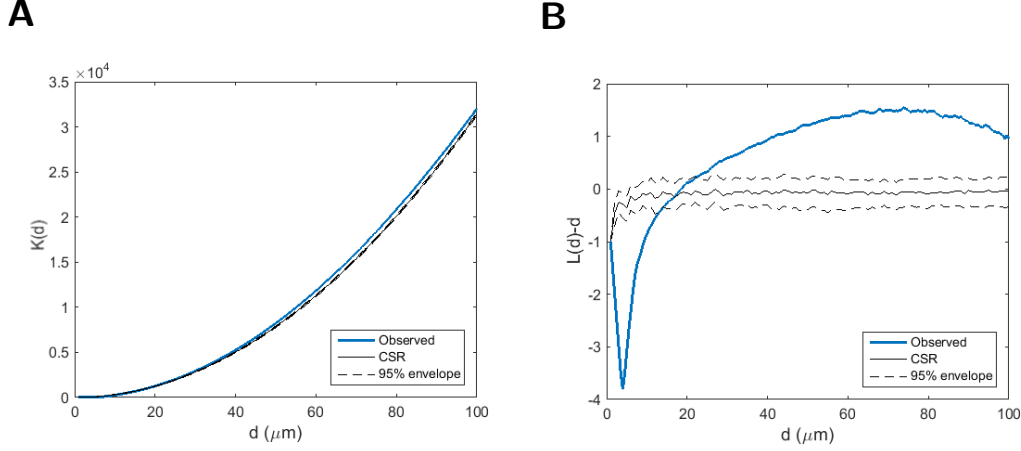 A
B
×10⁴
3.5
3
2.5
2
1.5
1
0.5
0
K(d)
0
20
40
60
80
100
d (μm)
Observed
CSR
95% envelope
2
1
0
-1
-2
-3
-4
L(d)-d
0
20
40
60
80
100
d (μm)
Observed
CSR
95% envelope